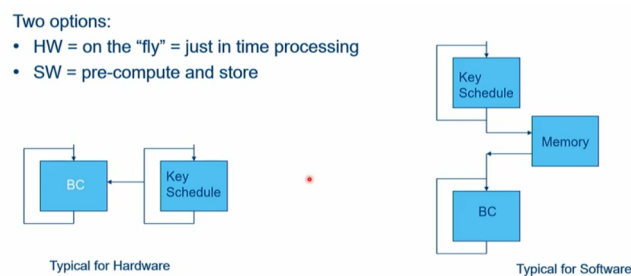 Two options:
• HW = on the “fly” = just in time processing
• SW = pre-compute and store
Key
Schedule
Memory
BC
Key
Schedule
BC
Typical for Hardware
Typical for Software